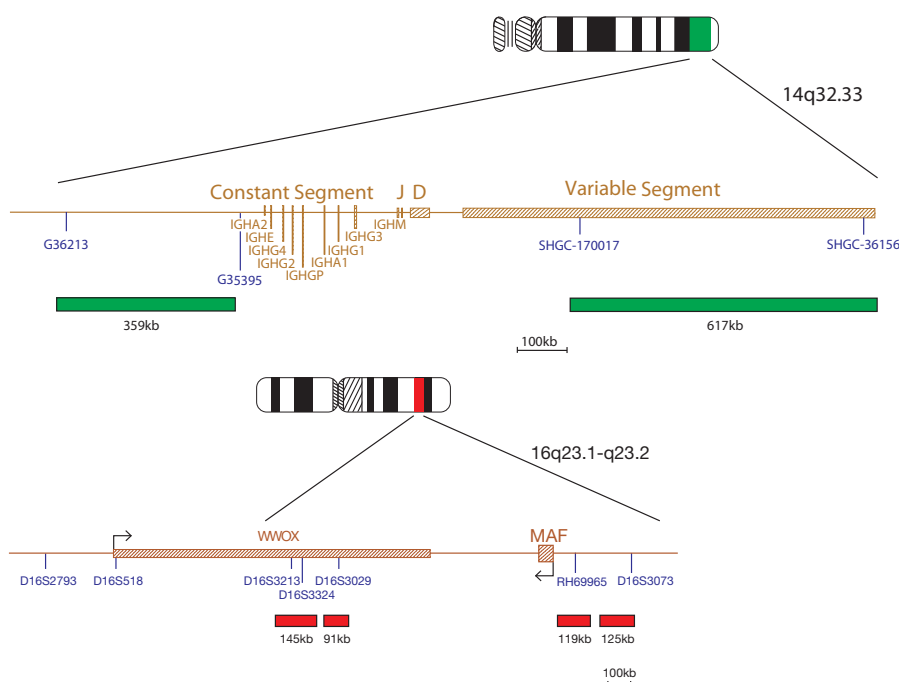 14q32.33
Constant Segment J D Variable Segment
G36213
IGHA2
IGHE
IGHG4
IGHG2
IGHGP
IGHA1
IGHG1
IGHG3
IGHM
G35395
SHGC-170017
SHGC-36156
359kb
617kb
100kb
16q23.1-q23.2
WWOX
MAF
D16S2793
D16S518
D16S3213
D16S3324
D16S3029
RH69965
D16S3073
145kb
91kb
119kb
125kb
100kb